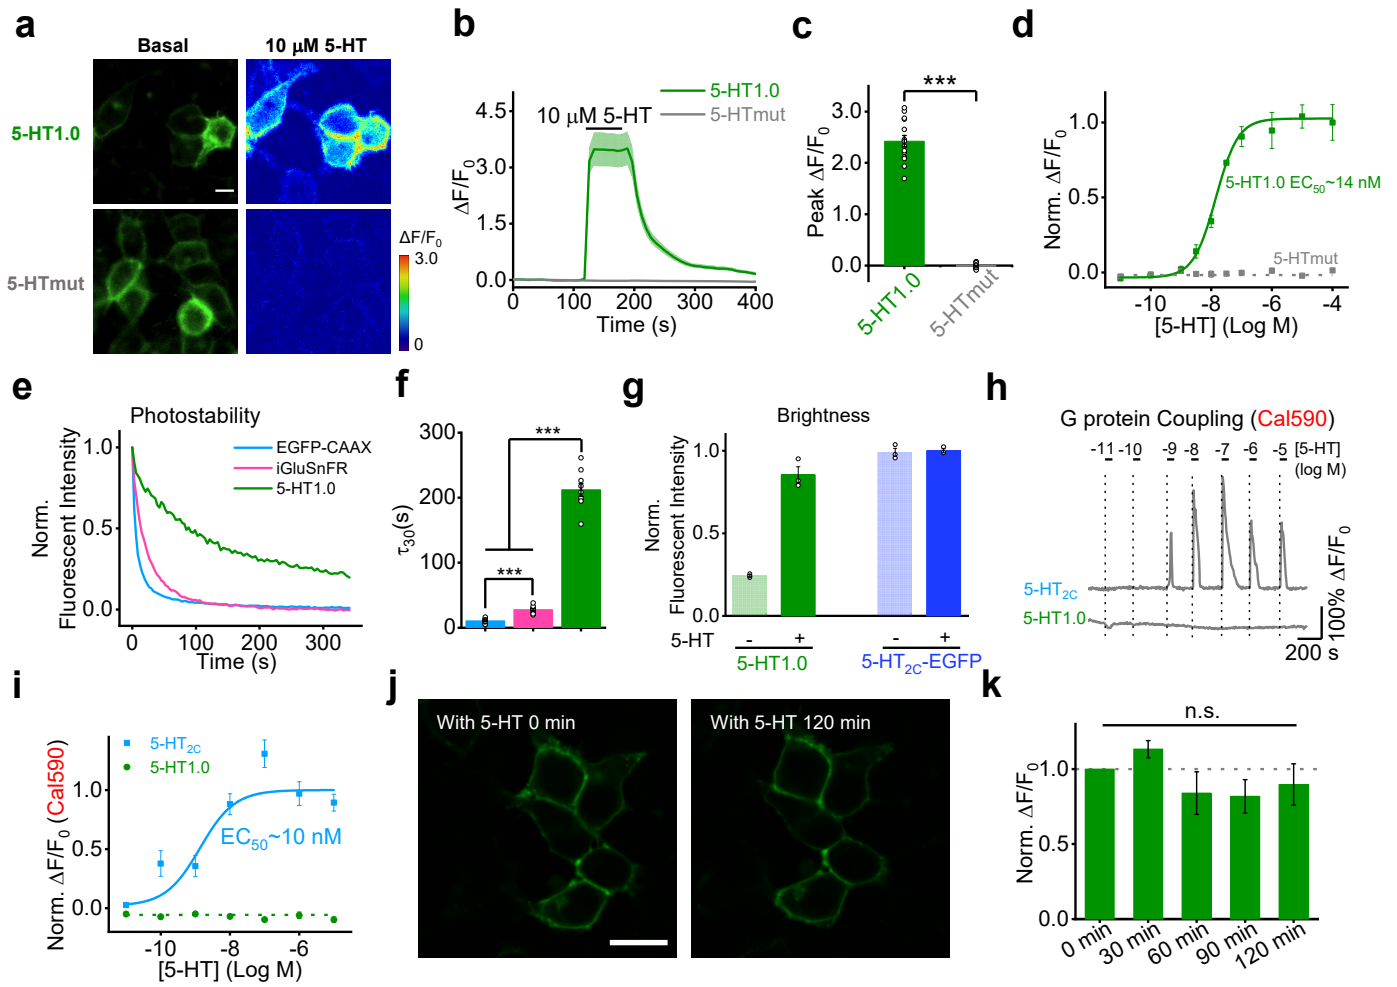 a
Basal
10 μM 5-HT
5-HT1.0
5-HTmut
ΔF/F0
3.0
0
b
5-HT1.0
5-HTmut
10 μM 5-HT
4.5
3.0
1.5
0.0
ΔF/F0
0 100 200 300 400
Time (s)
c
***
3.0
2.0
1.0
0.0
Peak ΔF/F0
5-HT1.0
5-HTmut
d
1.0
0.5
0.0
Norm. ΔF/F0
5-HT1.0 EC50~14 nM
5-HTmut
-10 -8 -6 -4
[5-HT] (Log M)
e
Photostability
EGFP-CAAX
iGluSnFR
5-HT1.0
1.0
0.5
0.0
Norm.
Fluorescent Intensity
0 100 200 300
Time (s)
f
300
200
100
0
τ30(s)
***
***
g
Brightness
1.0
0.5
0.0
Norm.
Fluorescent Intensity
5-HT - + - +
5-HT1.0 5-HT2C-EGFP
h
G protein Coupling (Cal590)
-11 -10 -9 -8 -7 -6 -5 [5-HT]
(log M)
5-HT2C
5-HT1.0
100% ΔF/F0
200 s
i
5-HT2C
5-HT1.0
1.0
0.5
0.0
Norm. ΔF/F0 (Cal590)
EC50~10 nM
-10 -8 -6
[5-HT] (Log M)
j
With 5-HT 0 min
With 5-HT 120 min
k
n.s.
1.0
0.5
0.0
Norm. ΔF/F0
0 min
30 min
60 min
90 min
120 min